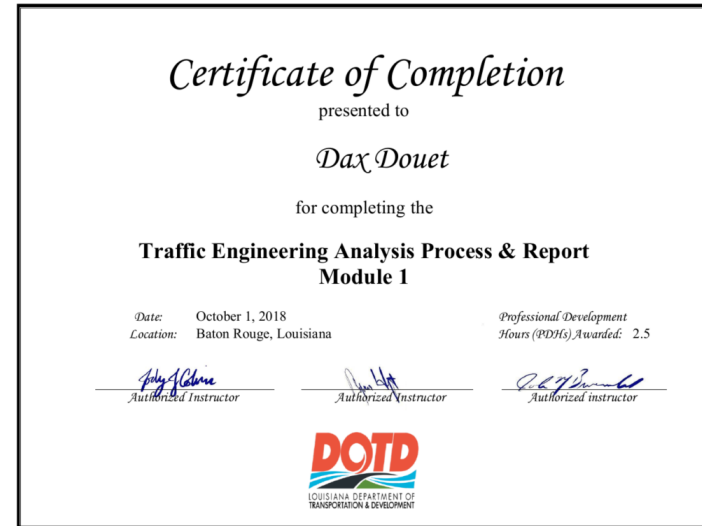 Certificate of Completion
presented to
Dax Douet
for completing the
Traffic Engineering Analysis Process & Report
Module 1
Date: October 1, 2018
Location: Baton Rouge, Louisiana
Professional Development
Hours (PDHs) Awarded: 2.5
Authorized Instructor
Authorized Instructor
Authorized instructor
DOTD
LOUISIANA DEPARTMENT OF
TRANSPORTATION & DEVELOPMENT